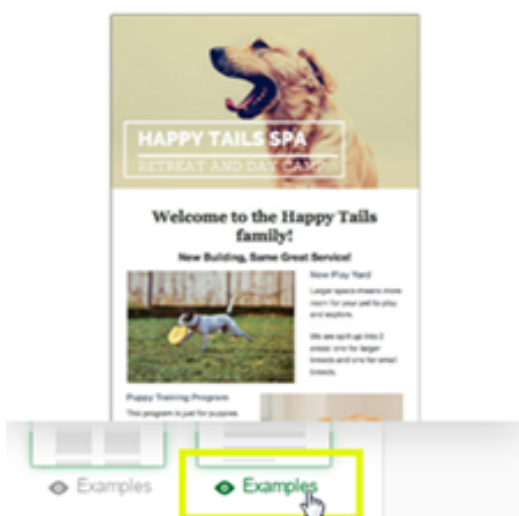 HAPPY TAILS SPA
RETREAT AND DAY CAMP
Welcome to the Happy Tails
family!
New Building, Same Great Service!
New Play Yard
Larger space means more
room for your pet to play
and explore.
We are split up into 2
areas: one for larger
breeds and one for small
breeds.
Puppy Training Program
This program is just for puppies
Examples
Examples